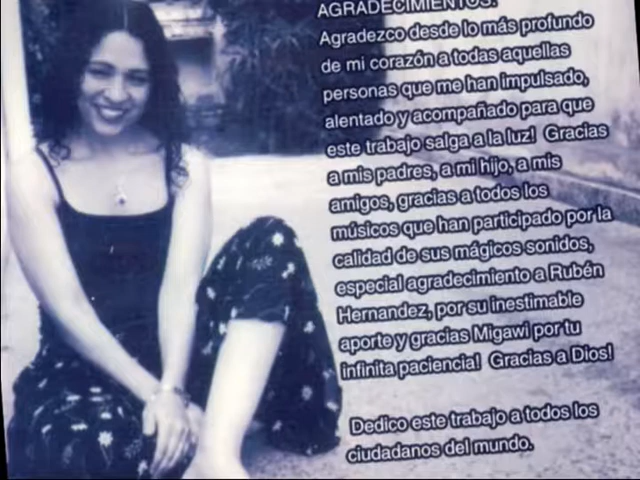 AGRADECIMIENTOS:
Agradezco desde lo más profundo
de mi corazón a todas aquellas
personas que me han impulsado,
alentado y acompañado para que
este trabajo salga a la luz! Gracias
a mis padres, a mi hijo, a mis
amigos, gracias a todos los
músicos que han participado por la
calidad de sus mágicos sonidos,
especial agradecimiento a Rubén
Hernandez, por su inestimable
aporte y gracias Migawi por tu
infinita paciencia! Gracias a Dios!
Dedico este trabajo a todos los
ciudadanos del mundo.